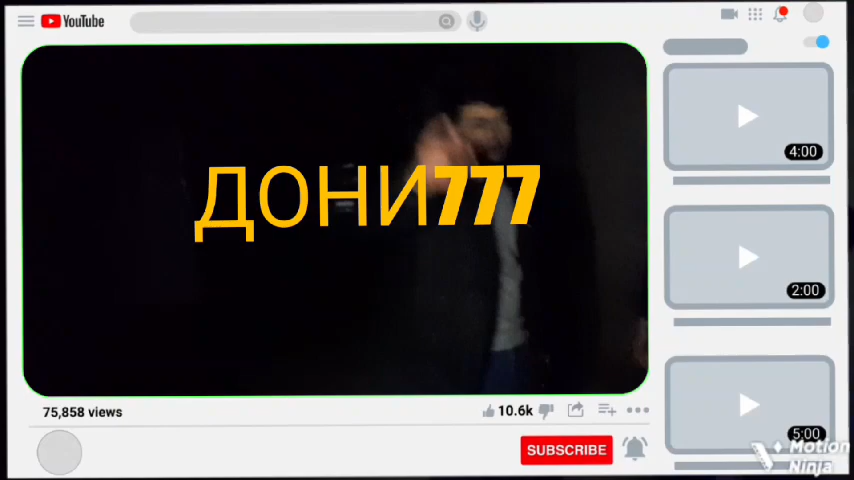 YouTube
ДОНИ777
4:00
2:00
75,858 views
10.6k
5:00
SUBSCRIBE
Motion
Ninja